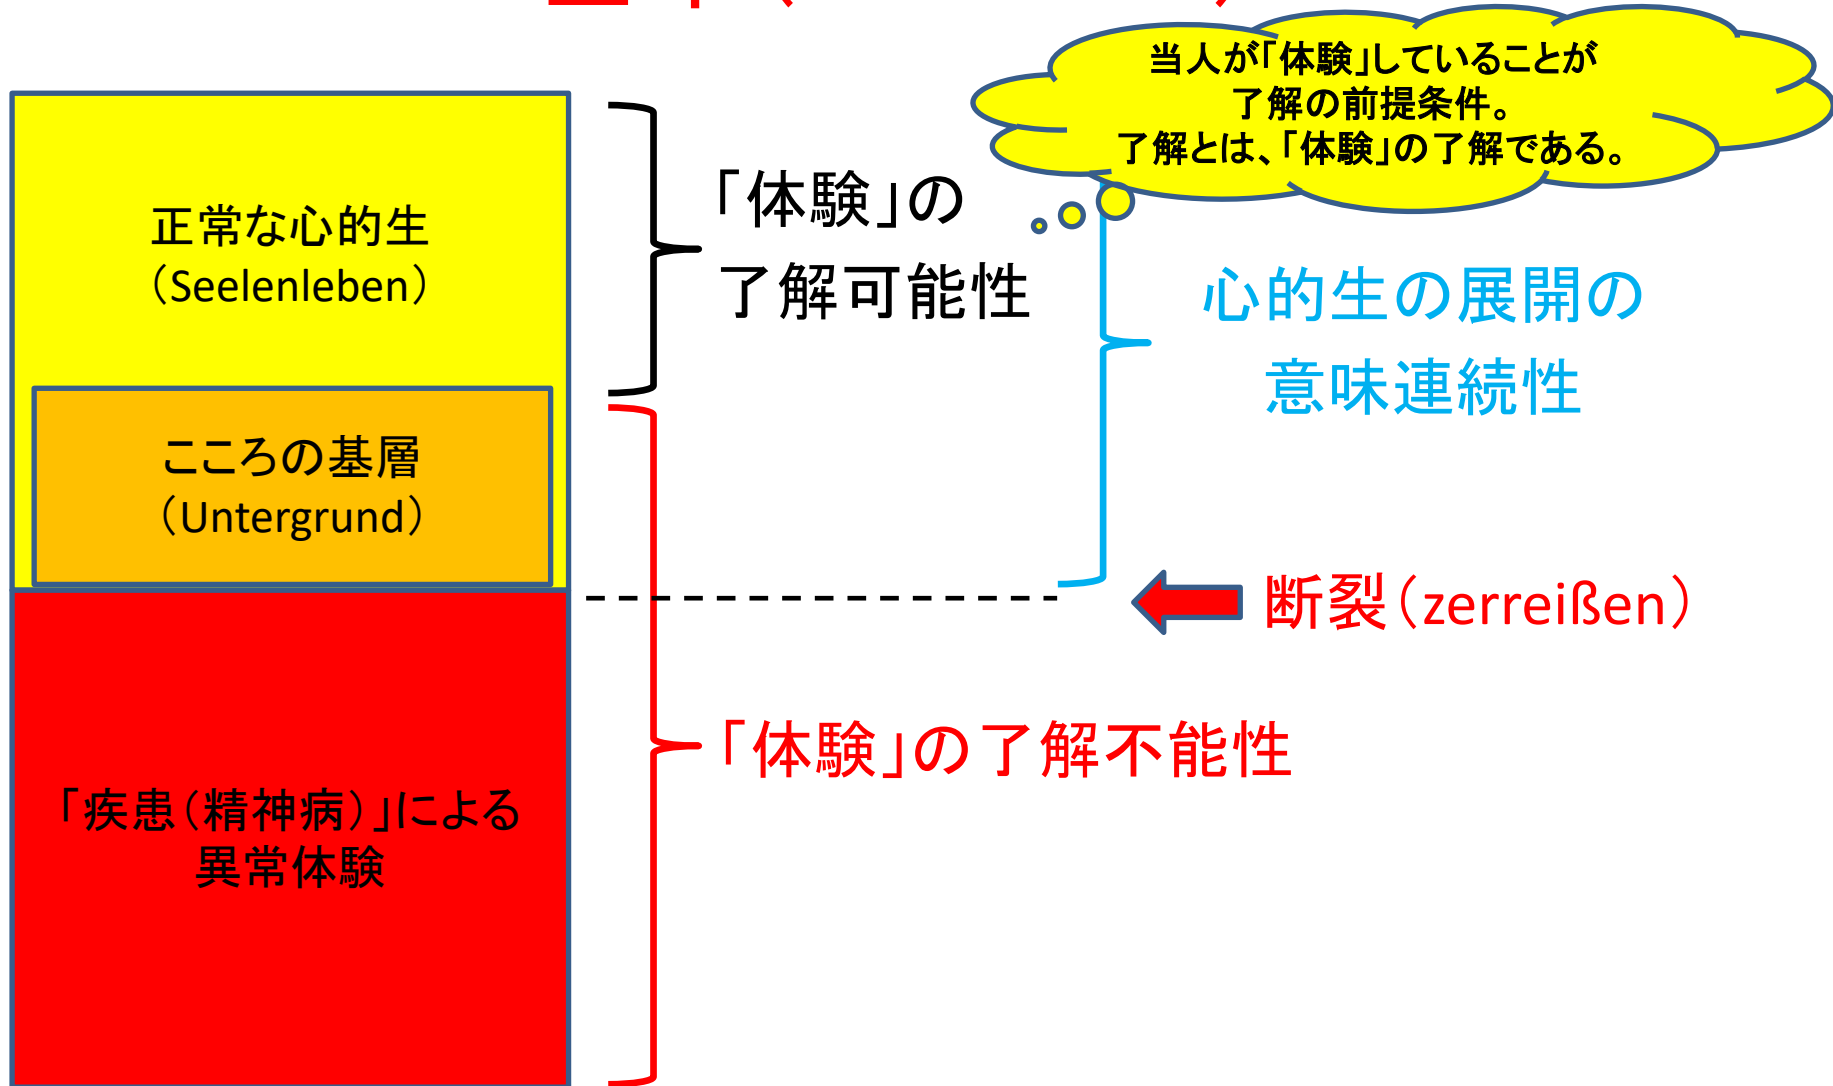 当人が「体験」していることが
了解の前提条件。
了解とは、「体験」の了解である。
正常な心的生
（Seelenleben）
「体験」の
了解可能性
心的生の展開の
意味連続性
こころの基層
（Untergrund）
断裂（zerreißen）
「体験」の了解不能性
「疾患（精神病）」による
異常体験